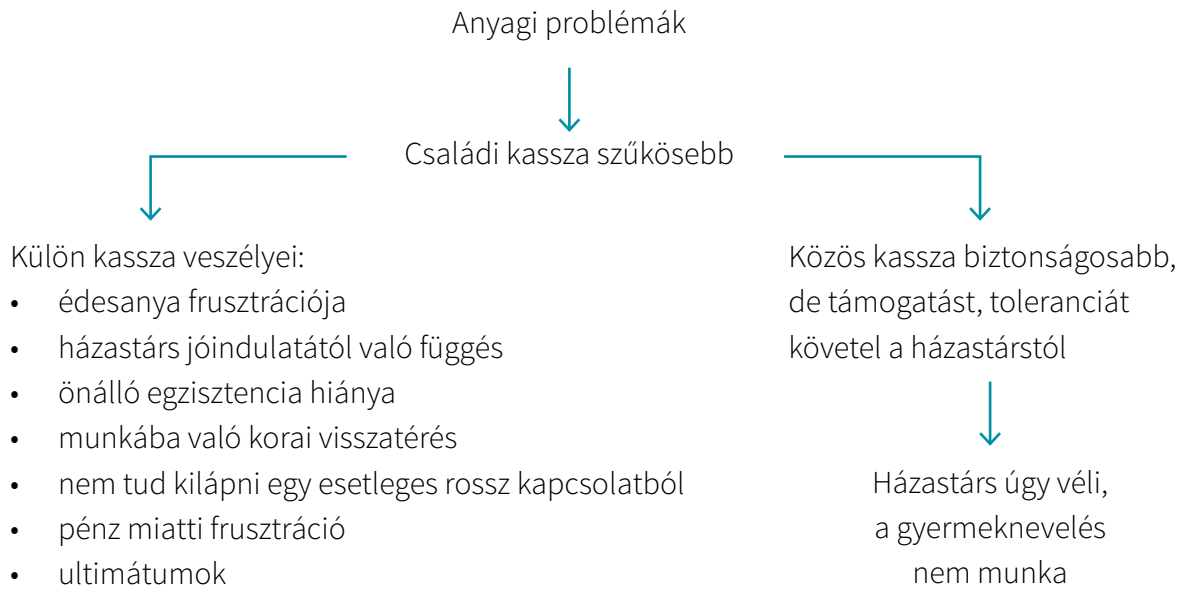 Anyagi problémák
Családi kassza szűkösebb
Külön kassza veszélyei:
• édesanya frusztrációja
• házastárs jóindulatától való függés
• önálló egzisztencia hiánya
• munkába való korai visszatérés
• nem tud kilápni egy esetleges rossz kapcsolatból
• pénz miatti frusztráció
• ultimátumok
Közös kassza biztonságosabb,
de támogatást, toleranciát
követel a házastárstól
Házastárs úgy véli,
a gyermeknevelés
nem munka